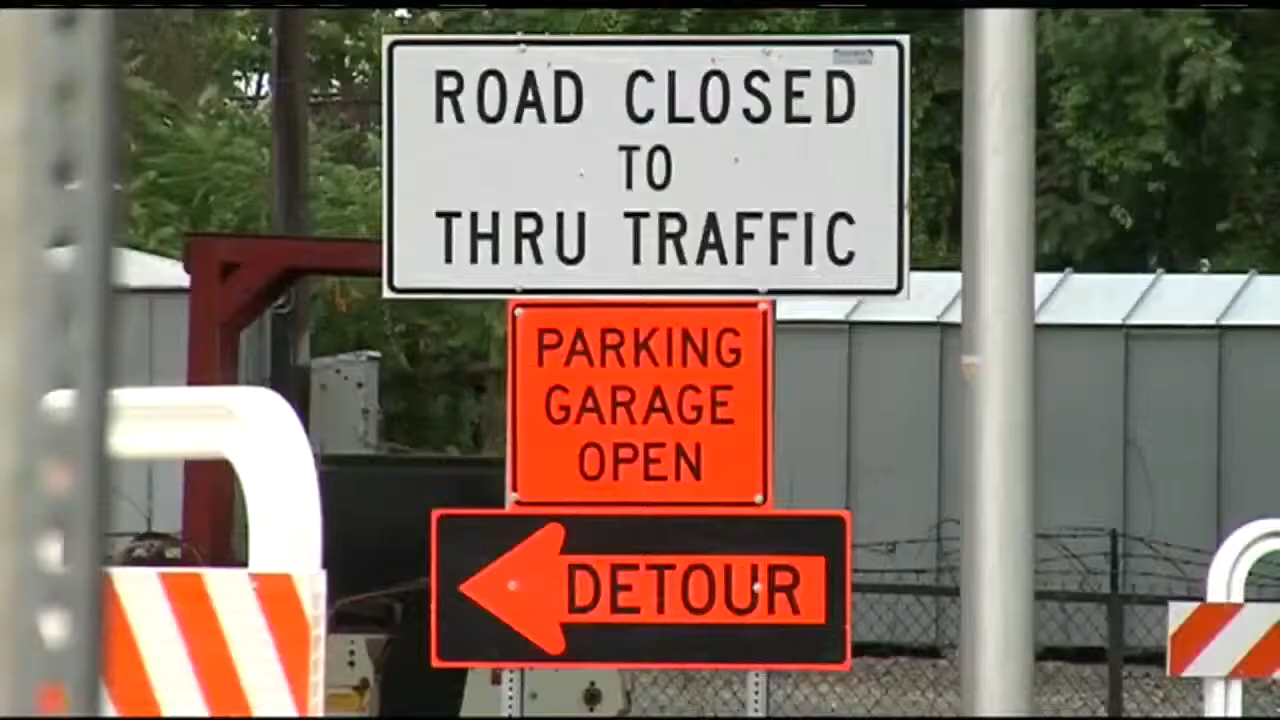 ROAD CLOSED
TO
THRU TRAFFIC
PARKING
GARAGE
OPEN
DETOUR